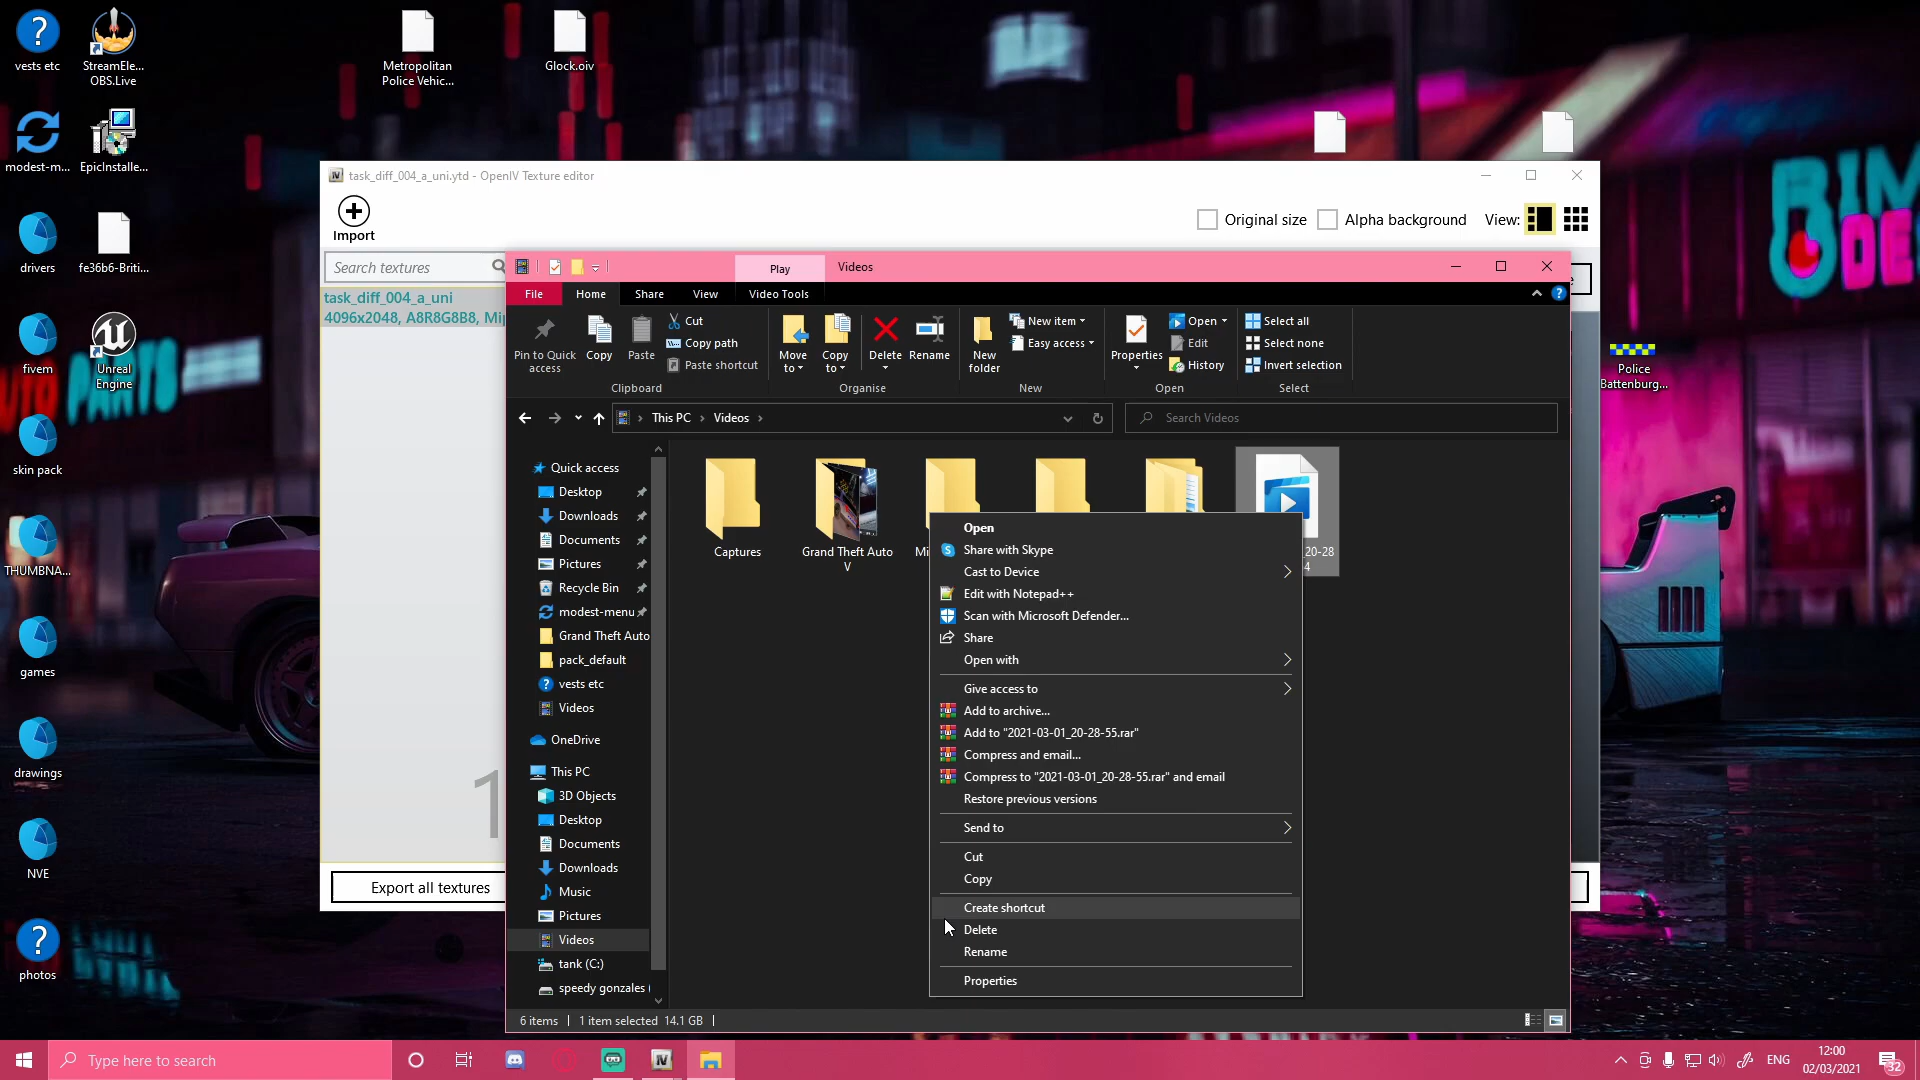 vests etc
StreamEle...
OBS.Live
Metropolitan
Police Vehic...
Glock.oiv
modest-m...
EpicInstalle...
drivers
fe36b6-Briti...
fivem
Unreal
Engine
skin pack
THUMBNA...
games
drawings
NVE
photos
Police
Battenburg...
task_diff_004_a_uni.ytd - OpenIV Texture editor
Import
Original size
Alpha background
View:
Search textures
task_diff_004_a_uni
4096x2048, A8R8G8B8, Mip
1
Export all textures
Play
Videos
File
Home
Share
View
Video Tools
Pin to Quick
access
Copy
Paste
Cut
Copy path
Paste shortcut
Clipboard
Move
to
Copy
to
Delete
Rename
Organise
New
folder
New item
Easy access
New
Properties
Open
Edit
History
Open
Select all
Select none
Invert selection
Select
This PC
Videos
Search Videos
Quick access
Desktop
Downloads
Documents
Pictures
Recycle Bin
modest-menu
Grand Theft Auto
pack_default
vests etc
Videos
OneDrive
This PC
3D Objects
Desktop
Documents
Downloads
Music
Pictures
Videos
tank (C:)
speedy gonzales (
Captures
Grand Theft Auto
V
Mi
20-28
4
Open
Share with Skype
Cast to Device
Edit with Notepad++
Scan with Microsoft Defender...
Share
Open with
Give access to
Add to archive...
Add to "2021-03-01_20-28-55.rar"
Compress and email...
Compress to "2021-03-01_20-28-55.rar" and email
Restore previous versions
Send to
Cut
Copy
Create shortcut
Delete
Rename
Properties
6 items
1 item selected 14.1 GB
Type here to search
ENG
12:00
02/03/2021
32